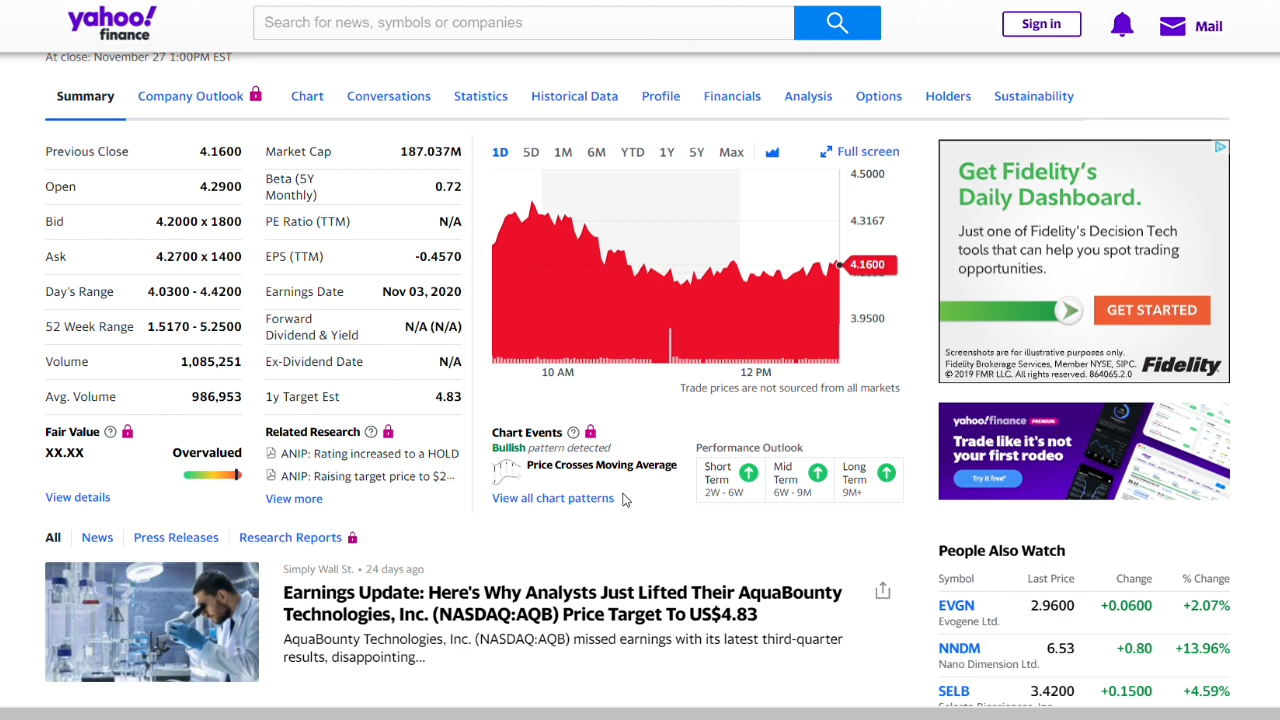 yahoo!
finance
Search for news, symbols or companies
Sign in
Mail
At close: November 27 1:00PM EST
Summary
Company Outlook
Chart
Conversations
Statistics
Historical Data
Profile
Financials
Analysis
Options
Holders
Sustainability
Previous Close 4.1600
Open 4.2900
Bid 4.2000 x 1800
Ask 4.2700 x 1400
Day's Range 4.0300 - 4.4200
52 Week Range 1.5170 - 5.2500
Volume 1,085,251
Avg. Volume 986,953
Market Cap 187.037M
Beta (5Y
Monthly) 0.72
PE Ratio (TTM) N/A
EPS (TTM) -0.4570
Earnings Date Nov 03, 2020
Forward
Dividend & Yield N/A (N/A)
Ex-Dividend Date N/A
1y Target Est 4.83
1D 5D 1M 6M YTD 1Y 5Y Max
Full screen
4.5000
4.3167
4.1600
3.9500
10 AM 12 PM
Trade prices are not sourced from all markets
Fair Value
XX.XX Overvalued
View details
Related Research
ANIP: Rating increased to a HOLD
ANIP: Raising target price to $2...
View more
Chart Events
Bullish pattern detected
Price Crosses Moving Average
View all chart patterns
Performance Outlook
Short
Term
2W - 6W
Mid
Term
6W - 9M
Long
Term
9M+
Get Fidelity's
Daily Dashboard.
Just one of Fidelity's Decision Tech
tools that can help you spot trading
opportunities.
GET STARTED
Screenshots are for illustrative purposes only.
Fidelity Brokerage Services, Member NYSE, SIPC.
© 2019 FMR LLC. All rights reserved. 864065.2.0
Fidelity
yahoo!finance PREMIUM
Trade like it's not
your first rodeo
Try it free*
All
News
Press Releases
Research Reports
Simply Wall St. • 24 days ago
Earnings Update: Here's Why Analysts Just Lifted Their AquaBounty
Technologies, Inc. (NASDAQ:AQB) Price Target To US$4.83
AquaBounty Technologies, Inc. (NASDAQ:AQB) missed earnings with its latest third-quarter
results, disappointing...
People Also Watch
Symbol Last Price Change % Change
EVGN 2.9600 +0.0600 +2.07%
Evogene Ltd.
NNDM 6.53 +0.80 +13.96%
Nano Dimension Ltd.
SELB 3.4200 +0.1500 +4.59%